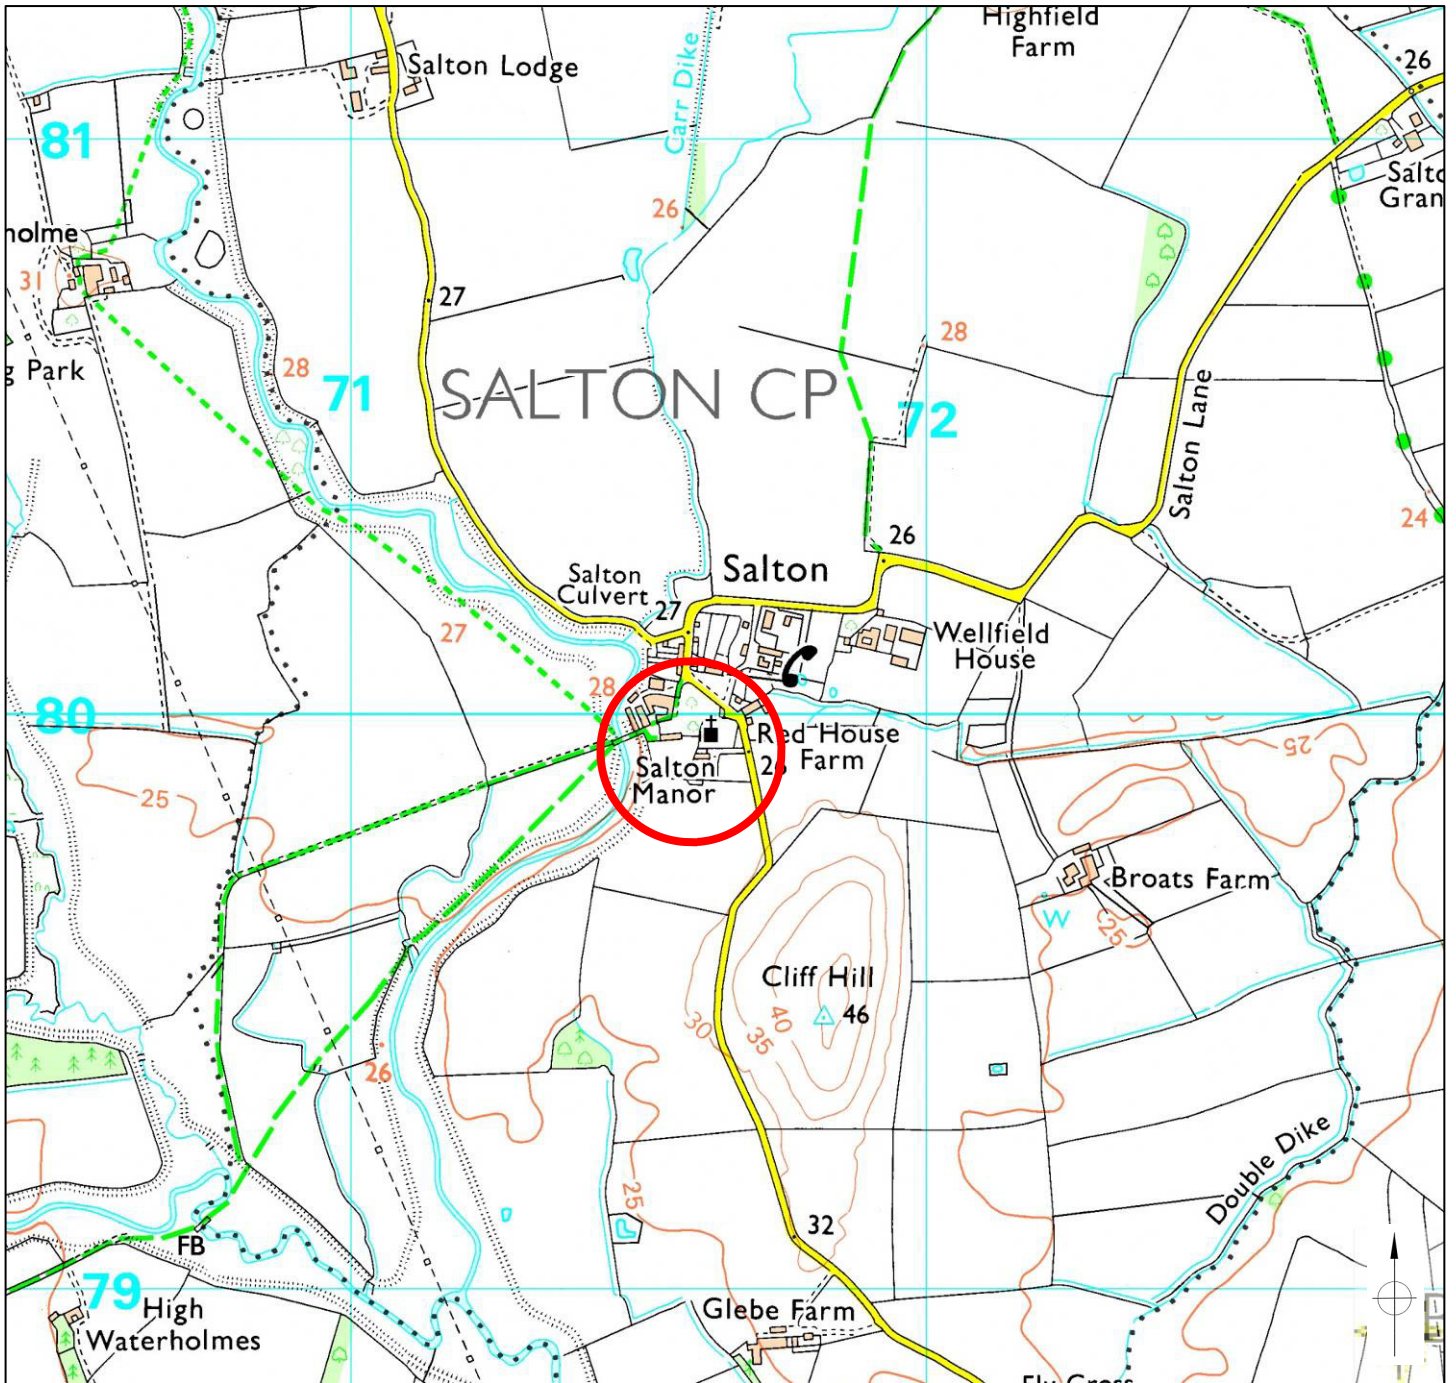 Highfield
Farm
26
Salton Lodge
Carr Dike
81
Salto
Gran
26
holme
31
27
28
28
g Park
71
SALTON CP
72
Salton Lane
24
26
Salton
Culvert
Salton
27
27
Wellfield
House
28
80
Red House
Farm
Salton
Manor
26
25
25
Broats Farm
W
25
Cliff Hill
46
40
35
30
26
Double Dike
25
32
FB
79
High
Waterholmes
Glebe Farm